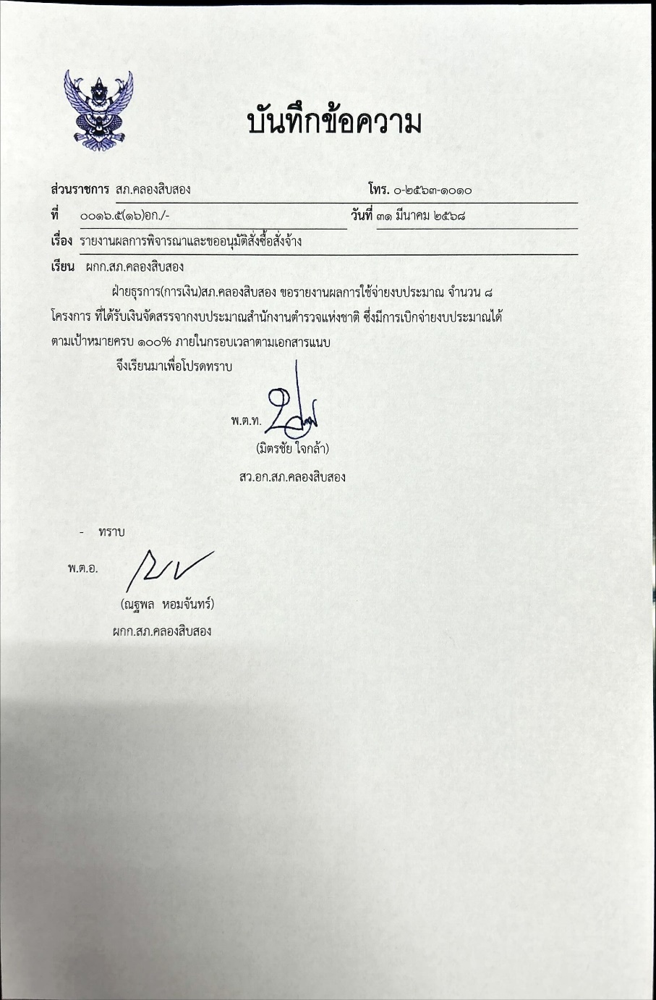 บันทึกข้อความ
ส่วนราชการ สภ.คลองสิบสอง โทร. ๐-๒๕๖๓-๑๐๑๐
ที่ ๐๐๑๖.๕(๑๖)อก./- วันที่ ๓๑ มีนาคม ๒๕๖๘
เรื่อง รายงานผลการพิจารณาและขออนุมัติสั่งซื้อสั่งจ้าง
เรียน ผกก.สภ.คลองสิบสอง
ฝ่ายธุรการ(การเงิน)สภ.คลองสิบสอง ขอรายงานผลการใช้จ่ายงบประมาณ จำนวน ๘
โครงการ ที่ได้รับเงินจัดสรรจากงบประมาณสำนักงานตำรวจแห่งชาติ ซึ่งมีการเบิกจ่ายงบประมาณได้
ตามเป้าหมายครบ ๑๐๐% ภายในกรอบเวลาตามเอกสารแนบ
จึงเรียนมาเพื่อโปรดทราบ
พ.ต.ท.
(มิตรชัย ใจกล้า)
สว.อก.สภ.คลองสิบสอง
- ทราบ
พ.ต.อ.
(ณฐพล หอมจันทร์)
ผกก.สภ.คลองสิบสอง